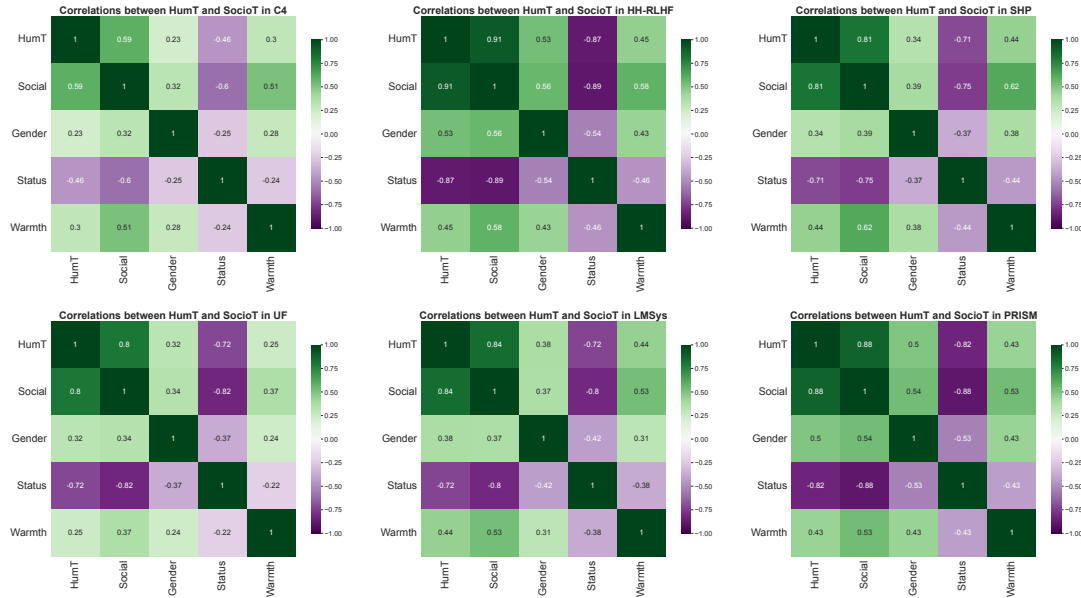 Correlations between HumT and SocioT in C4
HumT 1 0.59 0.23 -0.46 0.3
Social 0.59 1 0.32 -0.6 0.51
Gender 0.23 0.32 1 -0.25 0.28
Status -0.46 -0.6 -0.25 1 -0.24
Warmth 0.3 0.51 0.28 -0.24 1
HumT Social Gender Status Warmth
1.00
0.75
0.50
0.25
0.00
−0.25
−0.50
−0.75
−1.00
Correlations between HumT and SocioT in HH-RLHF
HumT 1 0.91 0.53 -0.87 0.45
Social 0.91 1 0.56 -0.89 0.58
Gender 0.53 0.56 1 -0.54 0.43
Status -0.87 -0.89 -0.54 1 -0.46
Warmth 0.45 0.58 0.43 -0.46 1
HumT Social Gender Status Warmth
1.00
0.75
0.50
0.25
0.00
−0.25
−0.50
−0.75
−1.00
Correlations between HumT and SocioT in SHP
HumT 1 0.81 0.34 -0.71 0.44
Social 0.81 1 0.39 -0.75 0.62
Gender 0.34 0.39 1 -0.37 0.38
Status -0.71 -0.75 -0.37 1 -0.44
Warmth 0.44 0.62 0.38 -0.44 1
HumT Social Gender Status Warmth
1.00
0.75
0.50
0.25
0.00
−0.25
−0.50
−0.75
−1.00
Correlations between HumT and SocioT in UF
HumT 1 0.8 0.32 -0.72 0.25
Social 0.8 1 0.34 -0.82 0.37
Gender 0.32 0.34 1 -0.37 0.24
Status -0.72 -0.82 -0.37 1 -0.22
Warmth 0.25 0.37 0.24 -0.22 1
HumT Social Gender Status Warmth
1.00
0.75
0.50
0.25
0.00
−0.25
−0.50
−0.75
−1.00
Correlations between HumT and SocioT in LMSys
HumT 1 0.84 0.38 -0.72 0.44
Social 0.84 1 0.37 -0.8 0.53
Gender 0.38 0.37 1 -0.42 0.31
Status -0.72 -0.8 -0.42 1 -0.38
Warmth 0.44 0.53 0.31 -0.38 1
HumT Social Gender Status Warmth
1.00
0.75
0.50
0.25
0.00
−0.25
−0.50
−0.75
−1.00
Correlations between HumT and SocioT in PRISM
HumT 1 0.88 0.5 -0.82 0.43
Social 0.88 1 0.54 -0.88 0.53
Gender 0.5 0.54 1 -0.53 0.43
Status -0.82 -0.88 -0.53 1 -0.43
Warmth 0.43 0.53 0.43 -0.43 1
HumT Social Gender Status Warmth
1.00
0.75
0.50
0.25
0.00
−0.25
−0.50
−0.75
−1.00